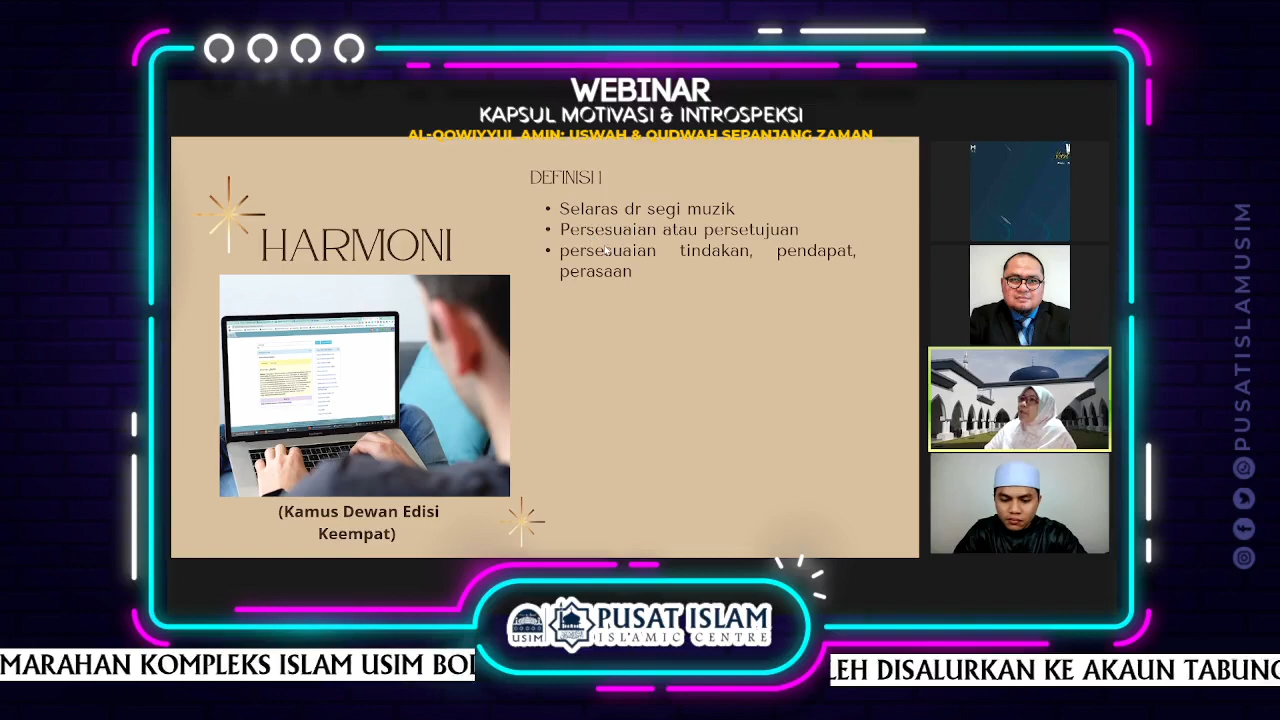 WEBINAR
KAPSUL MOTIVASI & INTROSPEKSI
AL-QOWIYYUL AMIN: USWAH & QUDWAH SEPANJANG ZAMAN
HARMONI
(Kamus Dewan Edisi
Keempat)
DEFINISI 1
• Selaras dr segi muzik
• Persesuaian atau persetujuan
• persesuaian tindakan, pendapat,
perasaan
PUSATISLAMUSIM
USIM
PUSAT ISLAM
ISLAMIC CENTRE
MARAHAN KOMPLEKS ISLAM USIM BOL
LEH DISALURKAN KE AKAUN TABUNG